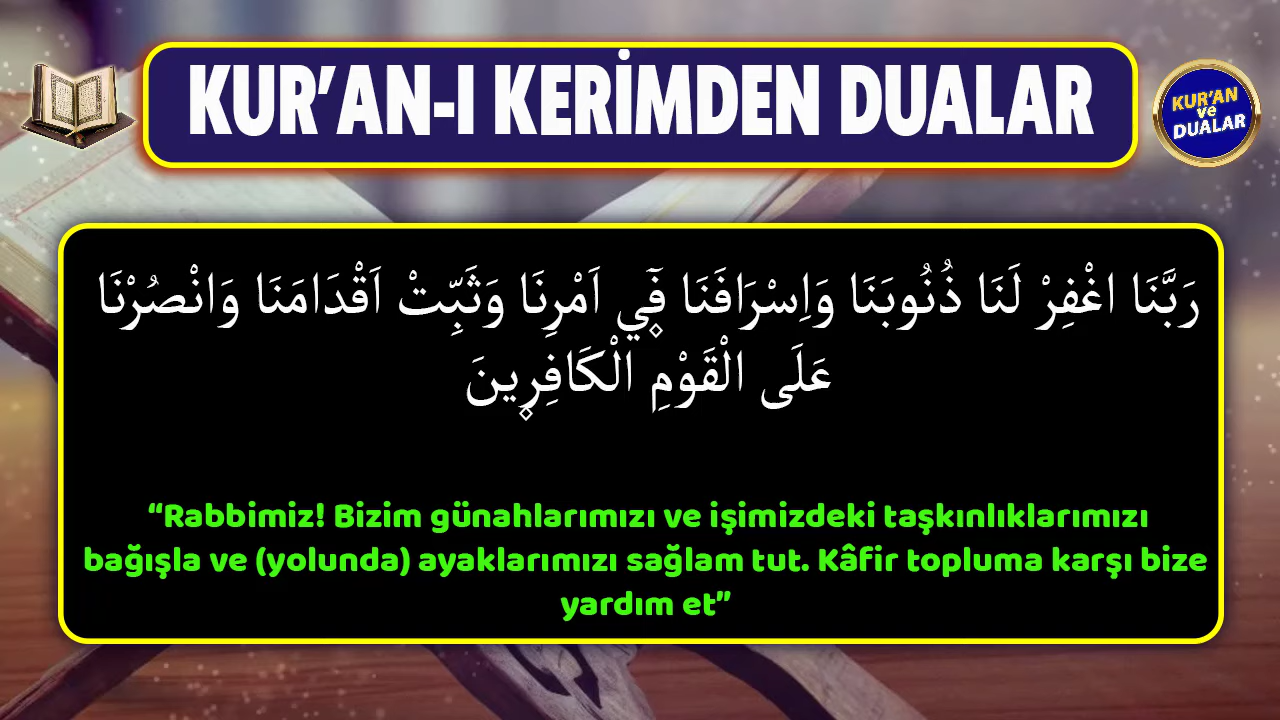 KUR'AN-I KERİMDEN DUALAR
KUR'AN
ve
DUALAR
رَبَّنَا اغْفِرْ لَنَا ذُنُوبَنَا وَاِسْرَافَنَا ف۪ٓي اَمْرِنَا وَثَبِّتْ اَقْدَامَنَا وَانْصُرْنَا
عَلَى الْقَوْمِ الْكَافِر۪ينَ
“Rabbimiz! Bizim günahlarımızı ve işimizdeki taşkınlıklarımızı
bağışla ve (yolunda) ayaklarımızı sağlam tut. Kâfir topluma karşı bize
yardım et”